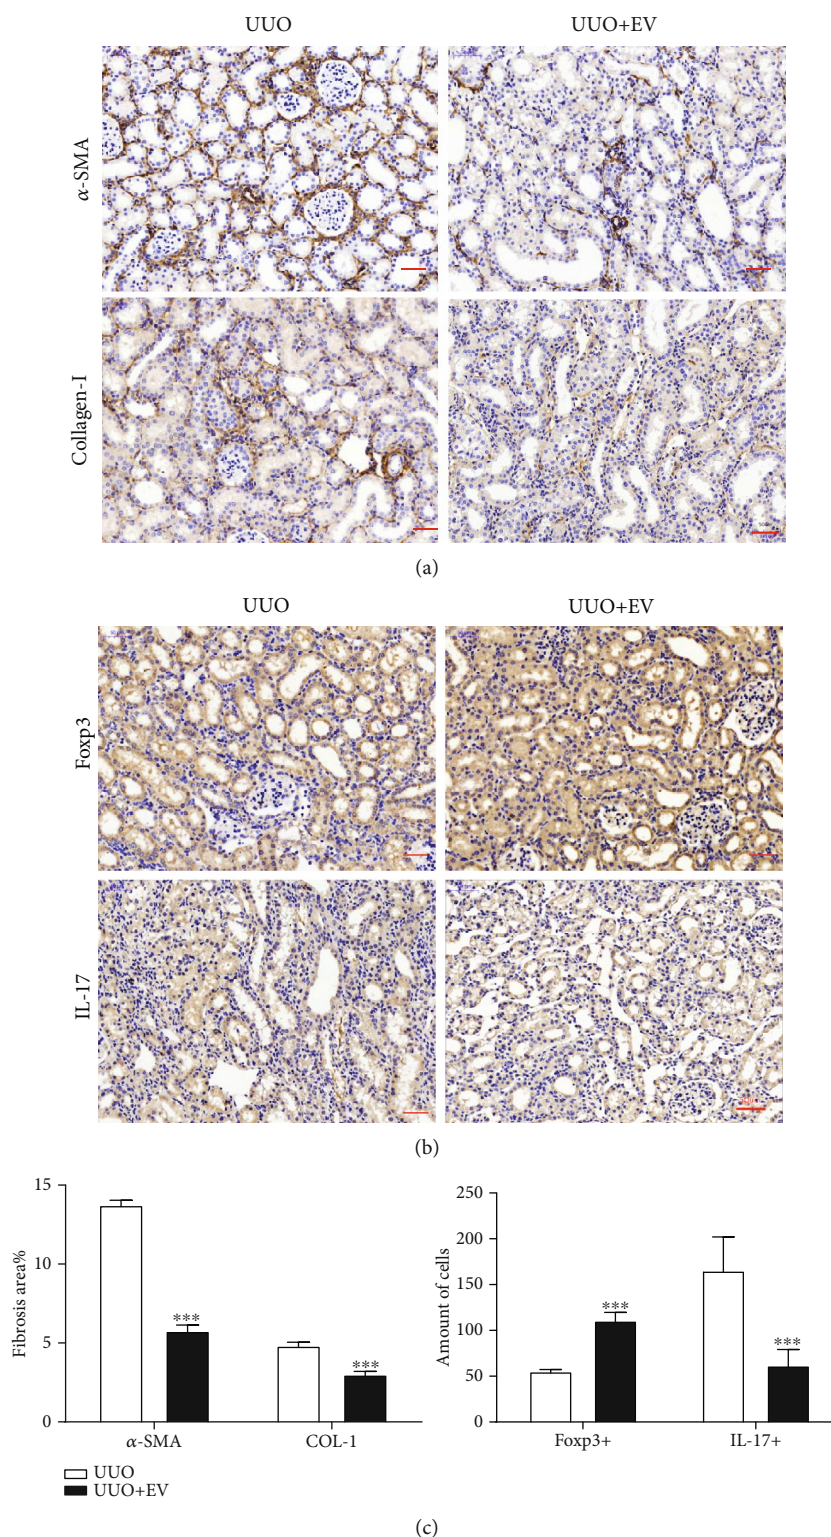 UUO UUO+EV
α-SMA
Collagen-I
(a)
UUO UUO+EV
Foxp3
IL-17
(b)
Fibrosis area%
15
10
5
0
***
***
α-SMA COL-1
UUO
UUO+EV
Amount of cells
250
200
150
100
50
0
***
***
Foxp3+ IL-17+
(c)